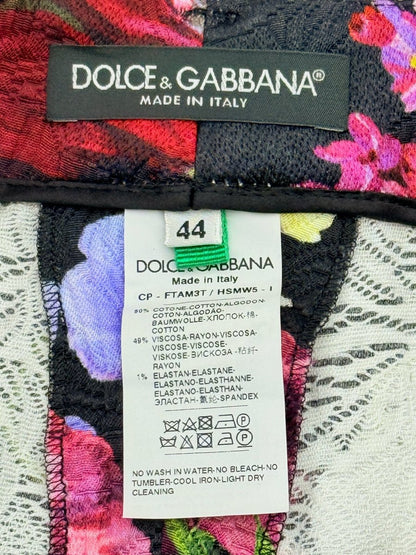 DOLCE & GABBANA®
MADE IN ITALY
44
DOLCE & GABBANA
Made in Italy
CP - FTAM3T / HSMW5 - I
50% COTONE-COTTON-ALGODON-
COTON-ALGODÃO-
BAUMWOLLE-ХЛОПОК-棉-
COTTON
49% VISCOSA-RAYON-VISCOSA-
VISCOSE-VISCOSE-
VISKOSE-ВИСКОЗА-粘纤-
RAYON
1% ELASTAN-ELASTANE-
ELASTANO-ELASTHANNE-
ELASTANO-ELASTHAN-
ЭЛАСТАН-氨纶-SPANDEX
P
NO WASH IN WATER-NO BLEACH-NO
TUMBLER-COOL IRON-LIGHT DRY
CLEANING